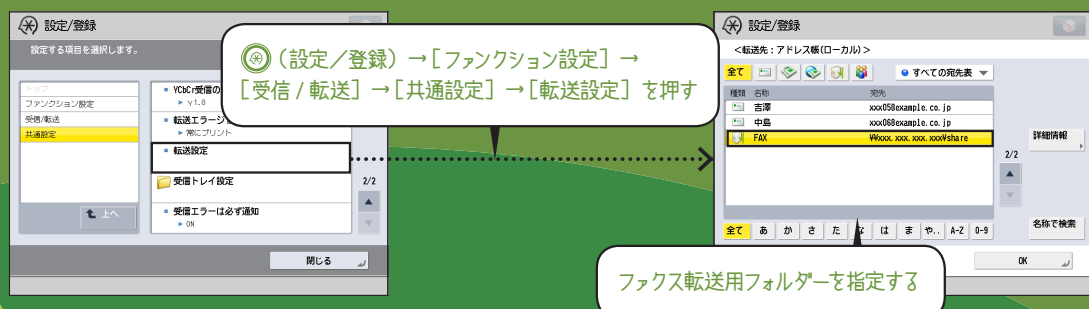 設定/登録
設定する項目を選択します。
トップ
ファンクション設定
受信/転送
共通設定
上へ
YCbCr受信の
γ1.8
転送エラージ
常にプリント
転送設定
受信トレイ設定
受信エラーは必ず通知
ON
2/2
閉じる
(設定／登録) →[ファンクション設定] →
[受信 / 転送] →[共通設定] →[転送設定] を押す
設定/登録
<転送先：アドレス帳(ローカル)>
全て
すべての宛先表
種類 名称 宛先
吉澤 xxx058example.co.jp
中島 xxx068example.co.jp
FAX ¥¥xxx.xxx.xxx.xxx¥share
2/2
詳細情報
名称で検索
全て あ か さ た な は ま や.. A-Z 0-9
OK
ファクス転送用フォルダーを指定する